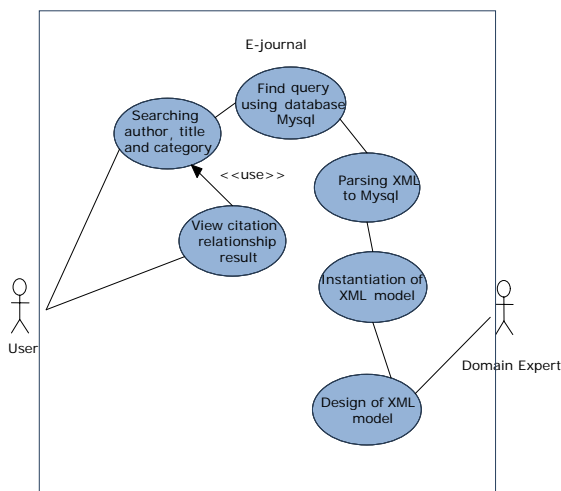 E-journal
Find query
using database
Mysql
Searching
author, title
and category
<<use>>
Parsing XML
to Mysql
View citation
relationship
result
Instantiation of
XML model
User
Domain Expert
Design of XML
model